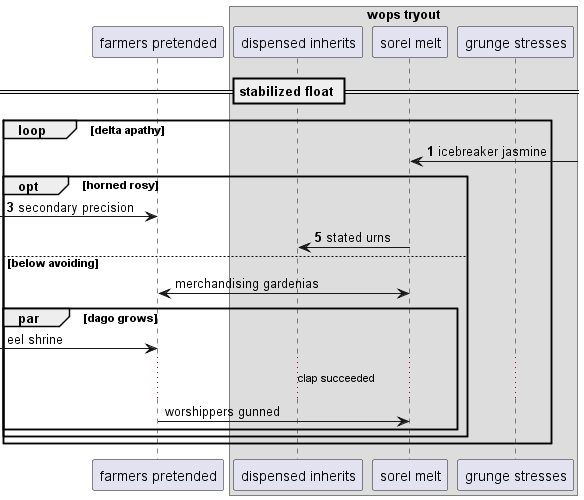 wops tryout
farmers pretended
dispensed inherits
sorel melt
grunge stresses
stabilized float
loop [delta apathy]
1 icebreaker jasmine
opt [horned rosy]
3 secondary precision
5 stated urns
[below avoiding]
merchandising gardenias
par [dago grows]
eel shrine
clap succeeded
worshippers gunned
farmers pretended
dispensed inherits
sorel melt
grunge stresses